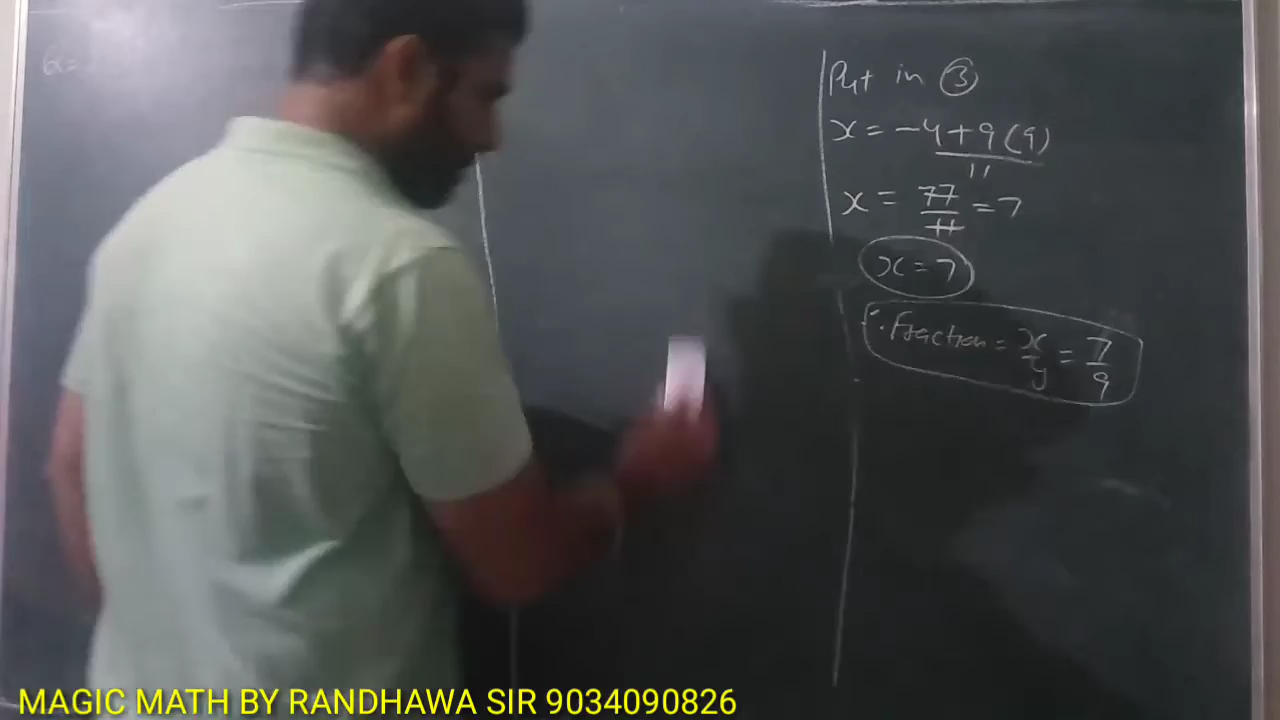 6x=
Put in ③
x = -4+9(9)
11
x = 77/11 = 7
x = 7
∴ Fraction = x/y = 7/9
MAGIC MATH BY RANDHAWA SIR 9034090826